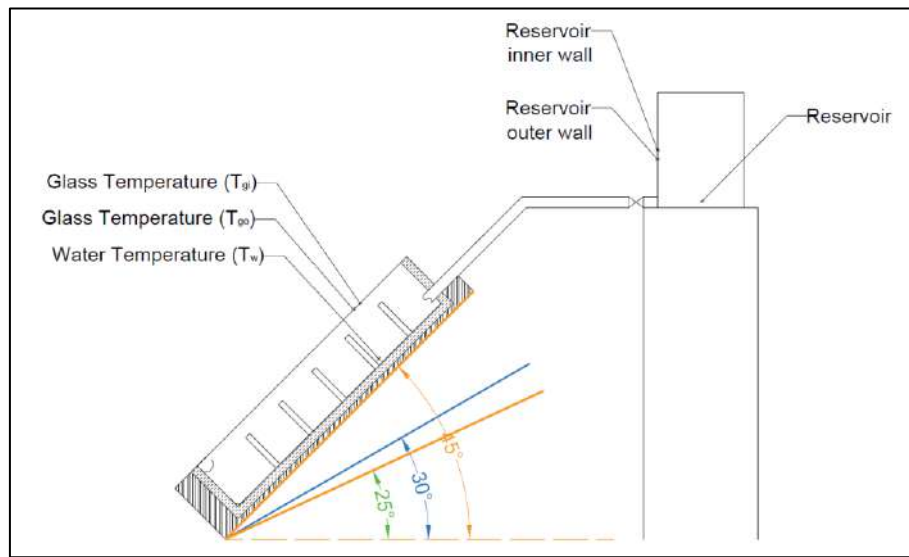 Reservoir
inner wall
Reservoir
outer wall
Reservoir
Glass Temperature (Tgi)
Glass Temperature (Tgo)
Water Temperature (Tw)
45°
30°
25°